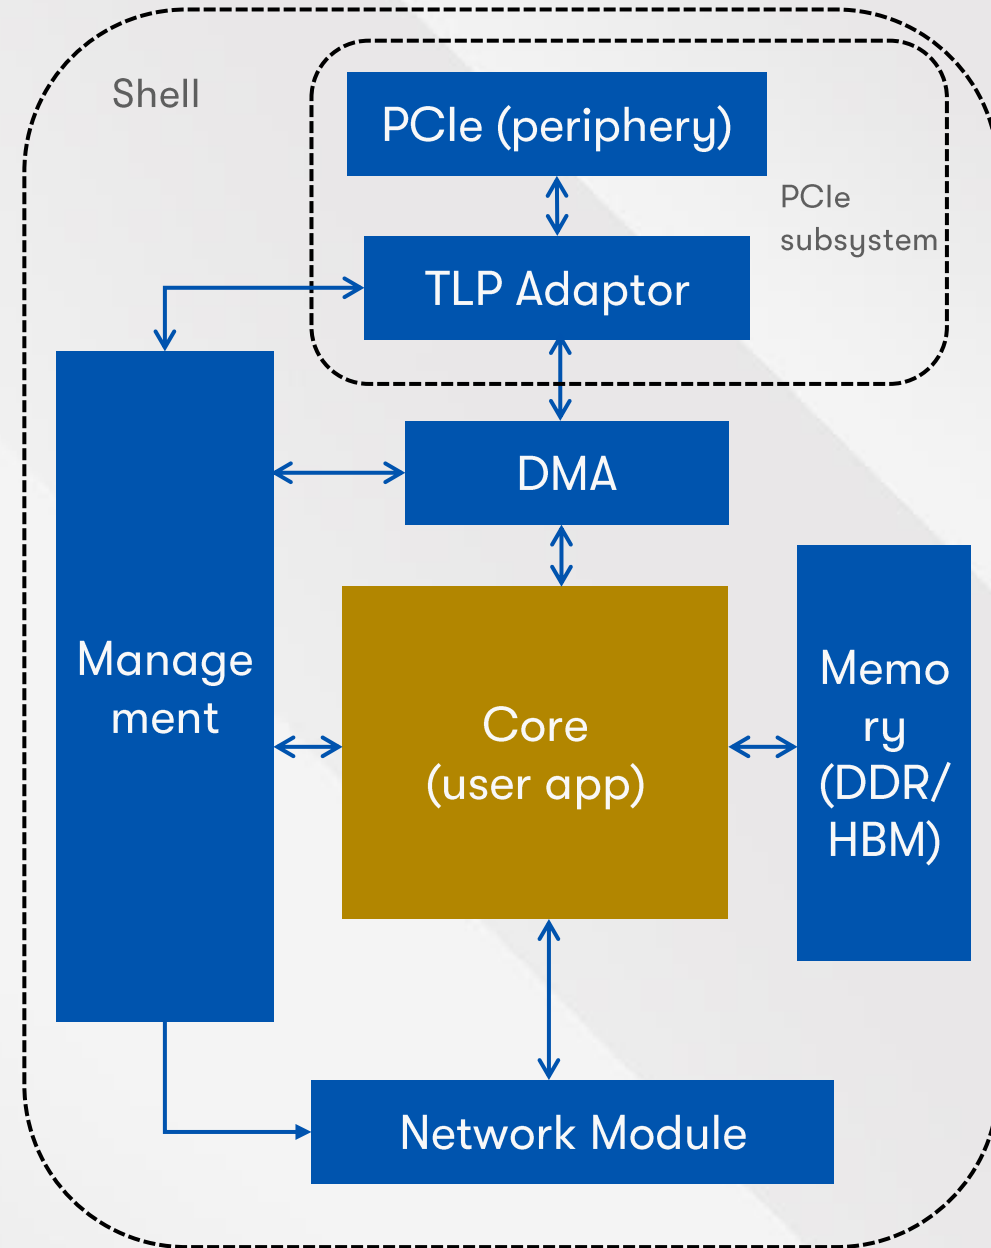 Shell
PCIe (periphery)
PCIe
subsystem
TLP Adaptor
DMA
Manage
ment
Core
(user app)
Memo
ry
(DDR/
HBM)
Network Module